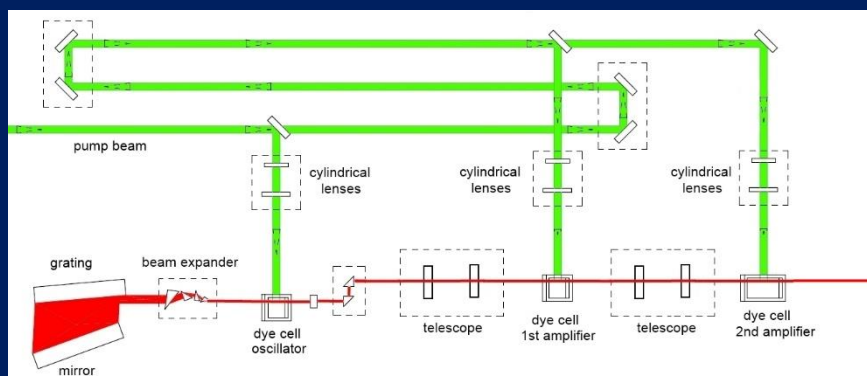 pump beam
cylindrical
lenses
cylindrical
lenses
cylindrical
lenses
grating
beam expander
mirror
dye cell
oscillator
telescope
dye cell
1st amplifier
telescope
dye cell
2nd amplifier